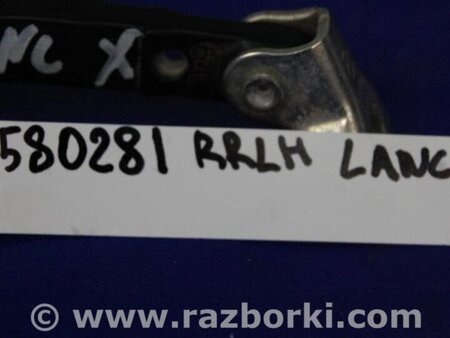 NC X
580281 RRLH LANC
© www.razborki.com